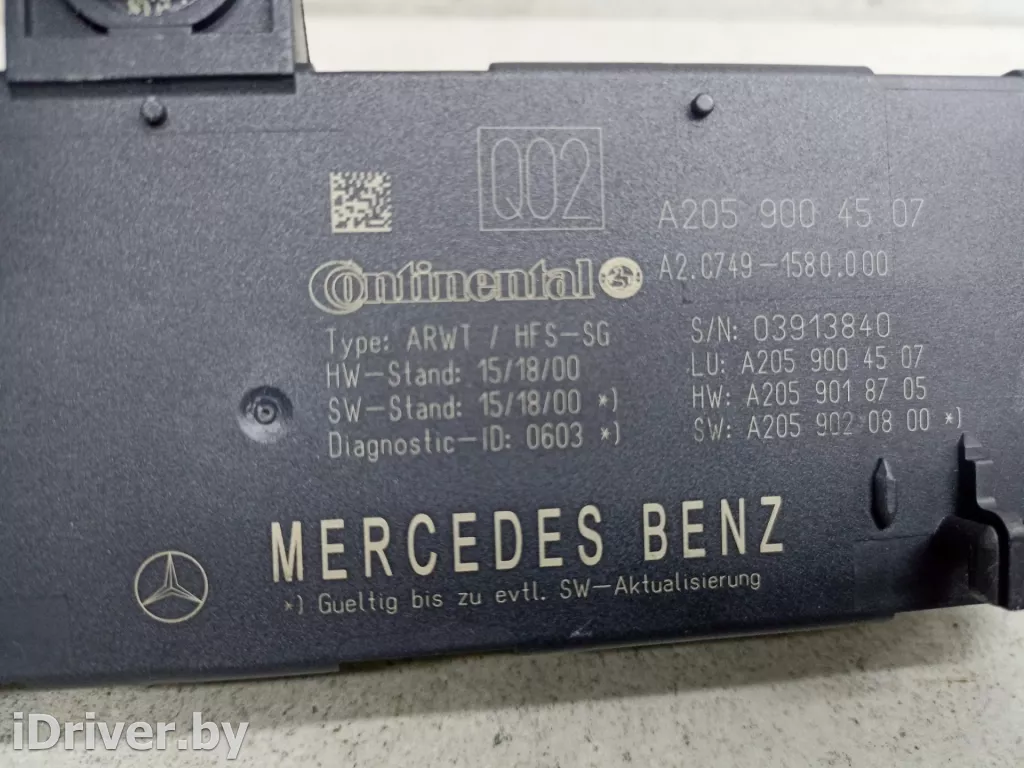 Q02
A205 900 45 07
Continental
A2.C749-1580.000
Type: ARWT / HFS-SG
S/N: 03913840
HW-Stand: 15/18/00
LU: A205 900 45 07
SW-Stand: 15/18/00 *)
HW: A205 901 87 05
Diagnostic-ID: 0603 *)
SW: A205 902 08 00 *)
MERCEDES BENZ
*) Gueltig bis zu evtl. SW-Aktualisierung
iDriver.by